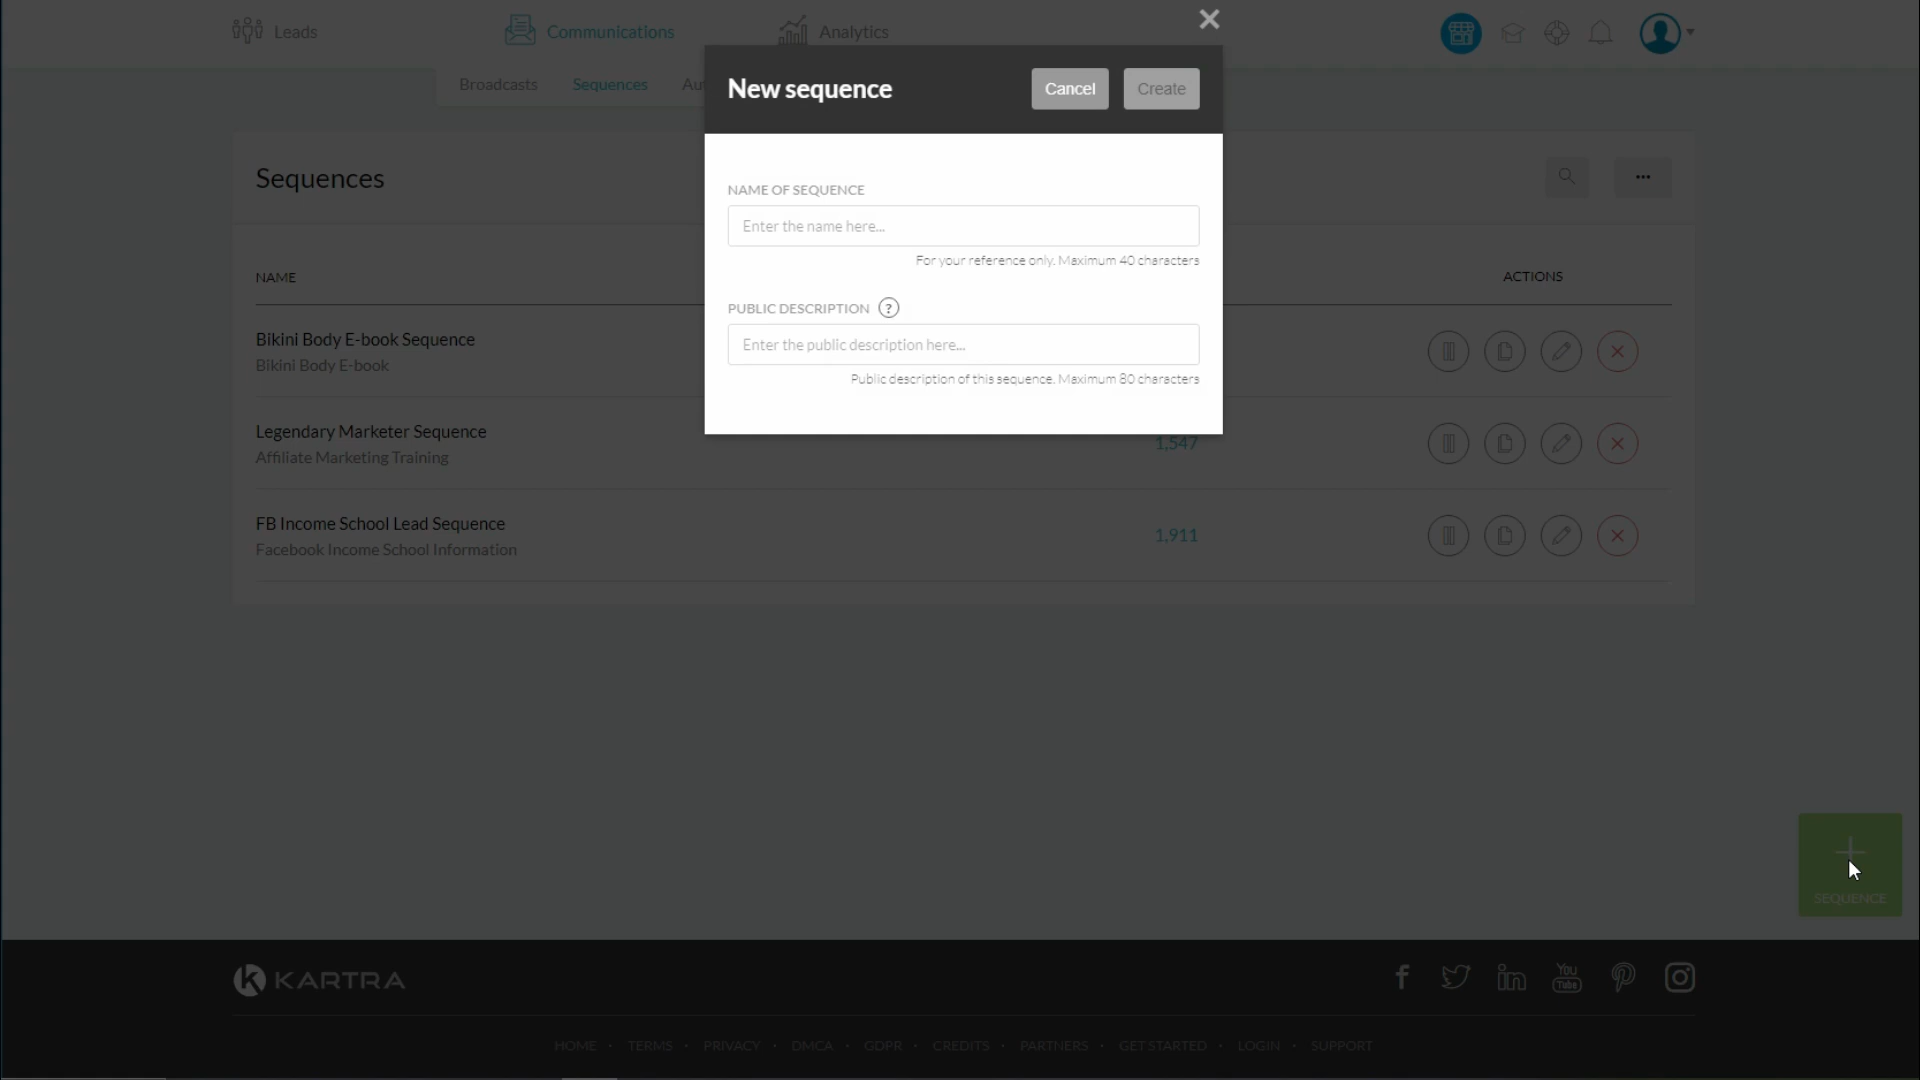 Leads
Communications
Analytics
Broadcasts
Sequences
Au
New sequence
Cancel
Create
NAME OF SEQUENCE
Enter the name here...
For your reference only. Maximum 40 characters
PUBLIC DESCRIPTION ?
Enter the public description here...
Public description of this sequence. Maximum 80 characters
Sequences
NAME
ACTIONS
Bikini Body E-book Sequence
Bikini Body E-book
Legendary Marketer Sequence
Affiliate Marketing Training
1,547
FB Income School Lead Sequence
Facebook Income School Information
1,911
SEQUENCE
KARTRA
You
Tube
HOME · TERMS · PRIVACY · DMCA · GDPR · CREDITS · PARTNERS · GET STARTED · LOGIN · SUPPORT